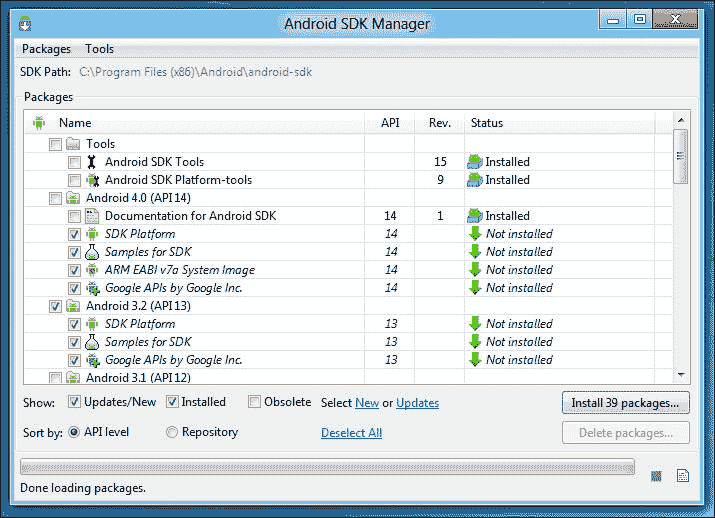 Android SDK Manager
Packages Tools
SDK Path: C:\Program Files (x86)\Android\android-sdk
Packages
Name API Rev. Status
Tools
Android SDK Tools 15 Installed
Android SDK Platform-tools 9 Installed
Android 4.0 (API 14)
Documentation for Android SDK 14 1 Installed
SDK Platform 14 Not installed
Samples for SDK 14 Not installed
ARM EABI v7a System Image 14 Not installed
Google APIs by Google Inc. 14 Not installed
Android 3.2 (API 13)
SDK Platform 13 Not installed
Samples for SDK 13 Not installed
Google APIs by Google Inc. 13 Not installed
Android 3.1 (API 12)
Show: Updates/New Installed Obsolete Select New or Updates Install 39 packages...
Sort by: API level Repository Deselect All Delete packages...
Done loading packages.